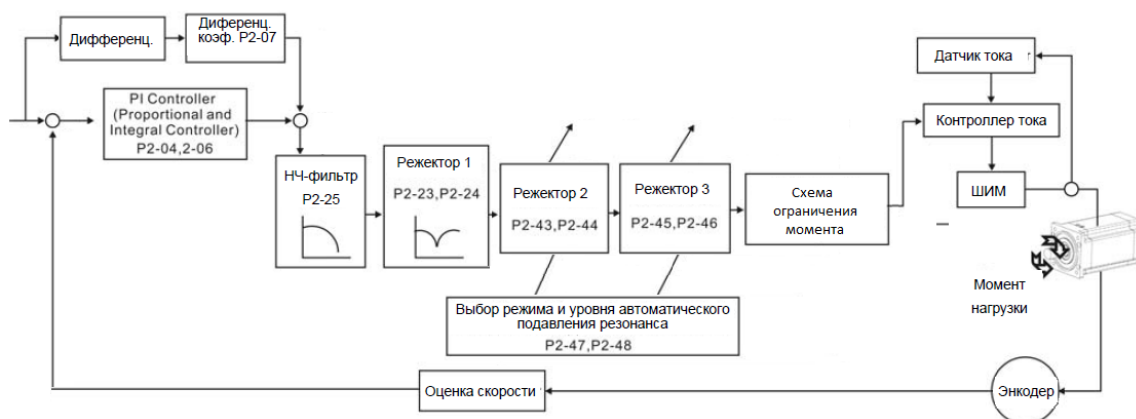 Дифференц.
Диференц.
коэф. P2-07
PI Controller
(Proportional and
Integral Controller)
P2-04,2-06
НЧ-фильтр
P2-25
Режектор 1
P2-23,P2-24
Режектор 2
P2-43,P2-44
Режектор 3
P2-45,P2-46
Схема
ограничения
момента
Датчик тока
Контроллер тока
ШИМ
Момент
нагрузки
Выбор режима и уровня автоматического
подавления резонанса
P2-47,P2-48
Оценка скорости
Энкодер